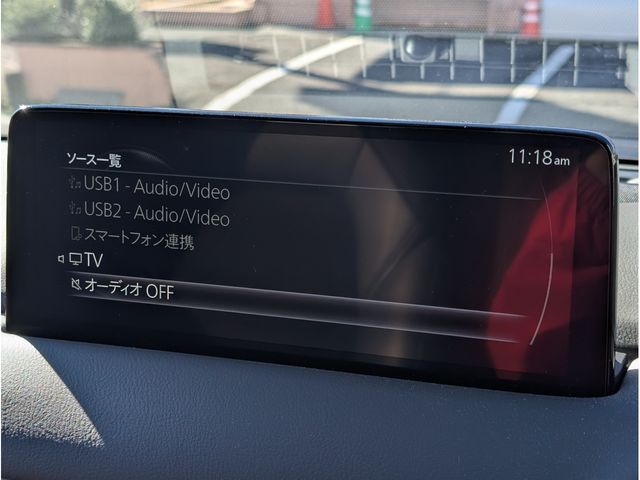 ソース一覧
11:18am
USB1 - Audio/Video
USB2 - Audio/Video
スマートフォン連携
TV
オーディオ OFF